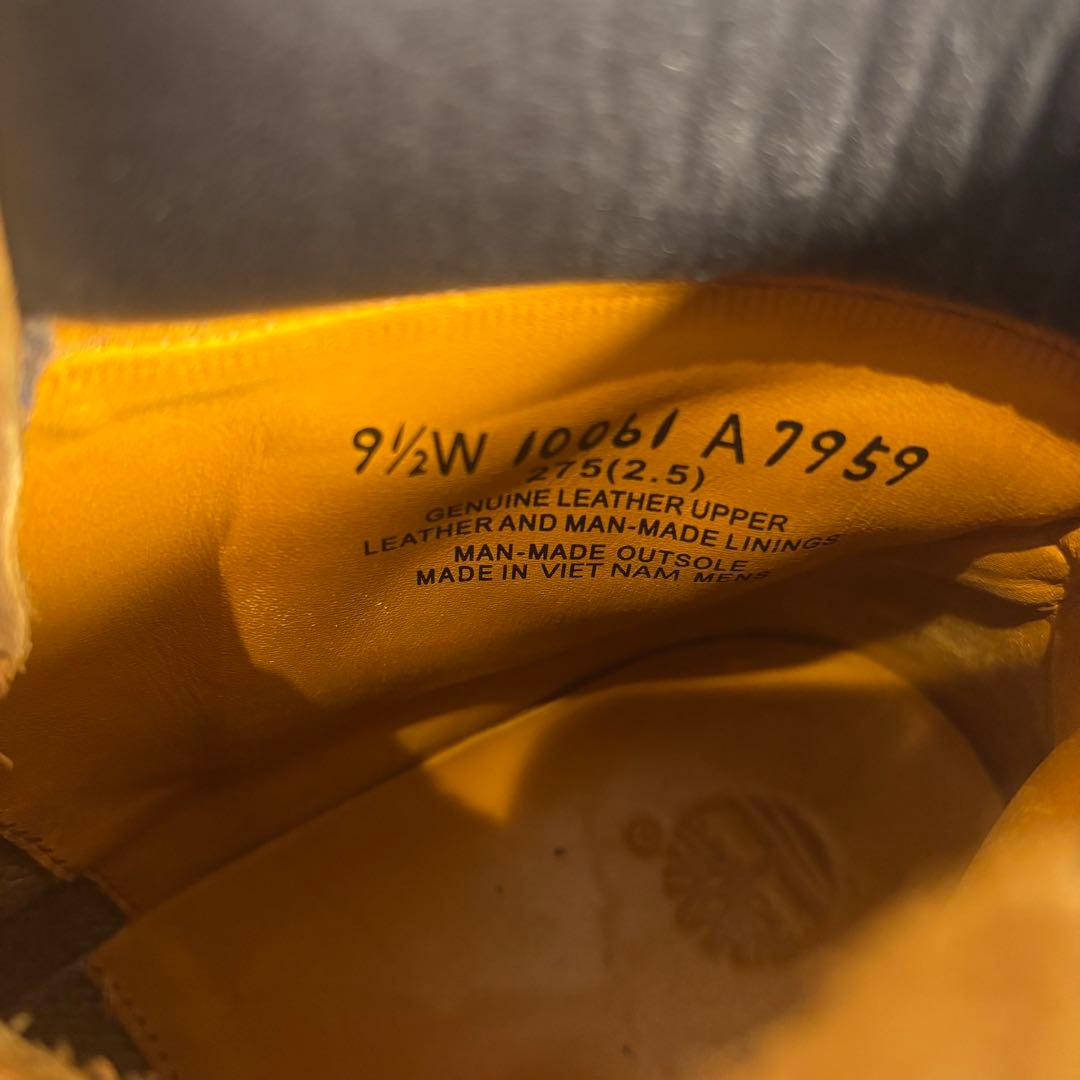 9½W 10061 A7959
275(2.5)
GENUINE LEATHER UPPER
LEATHER AND MAN-MADE LININGS
MAN-MADE OUTSOLE
MADE IN VIET NAM MENS
®